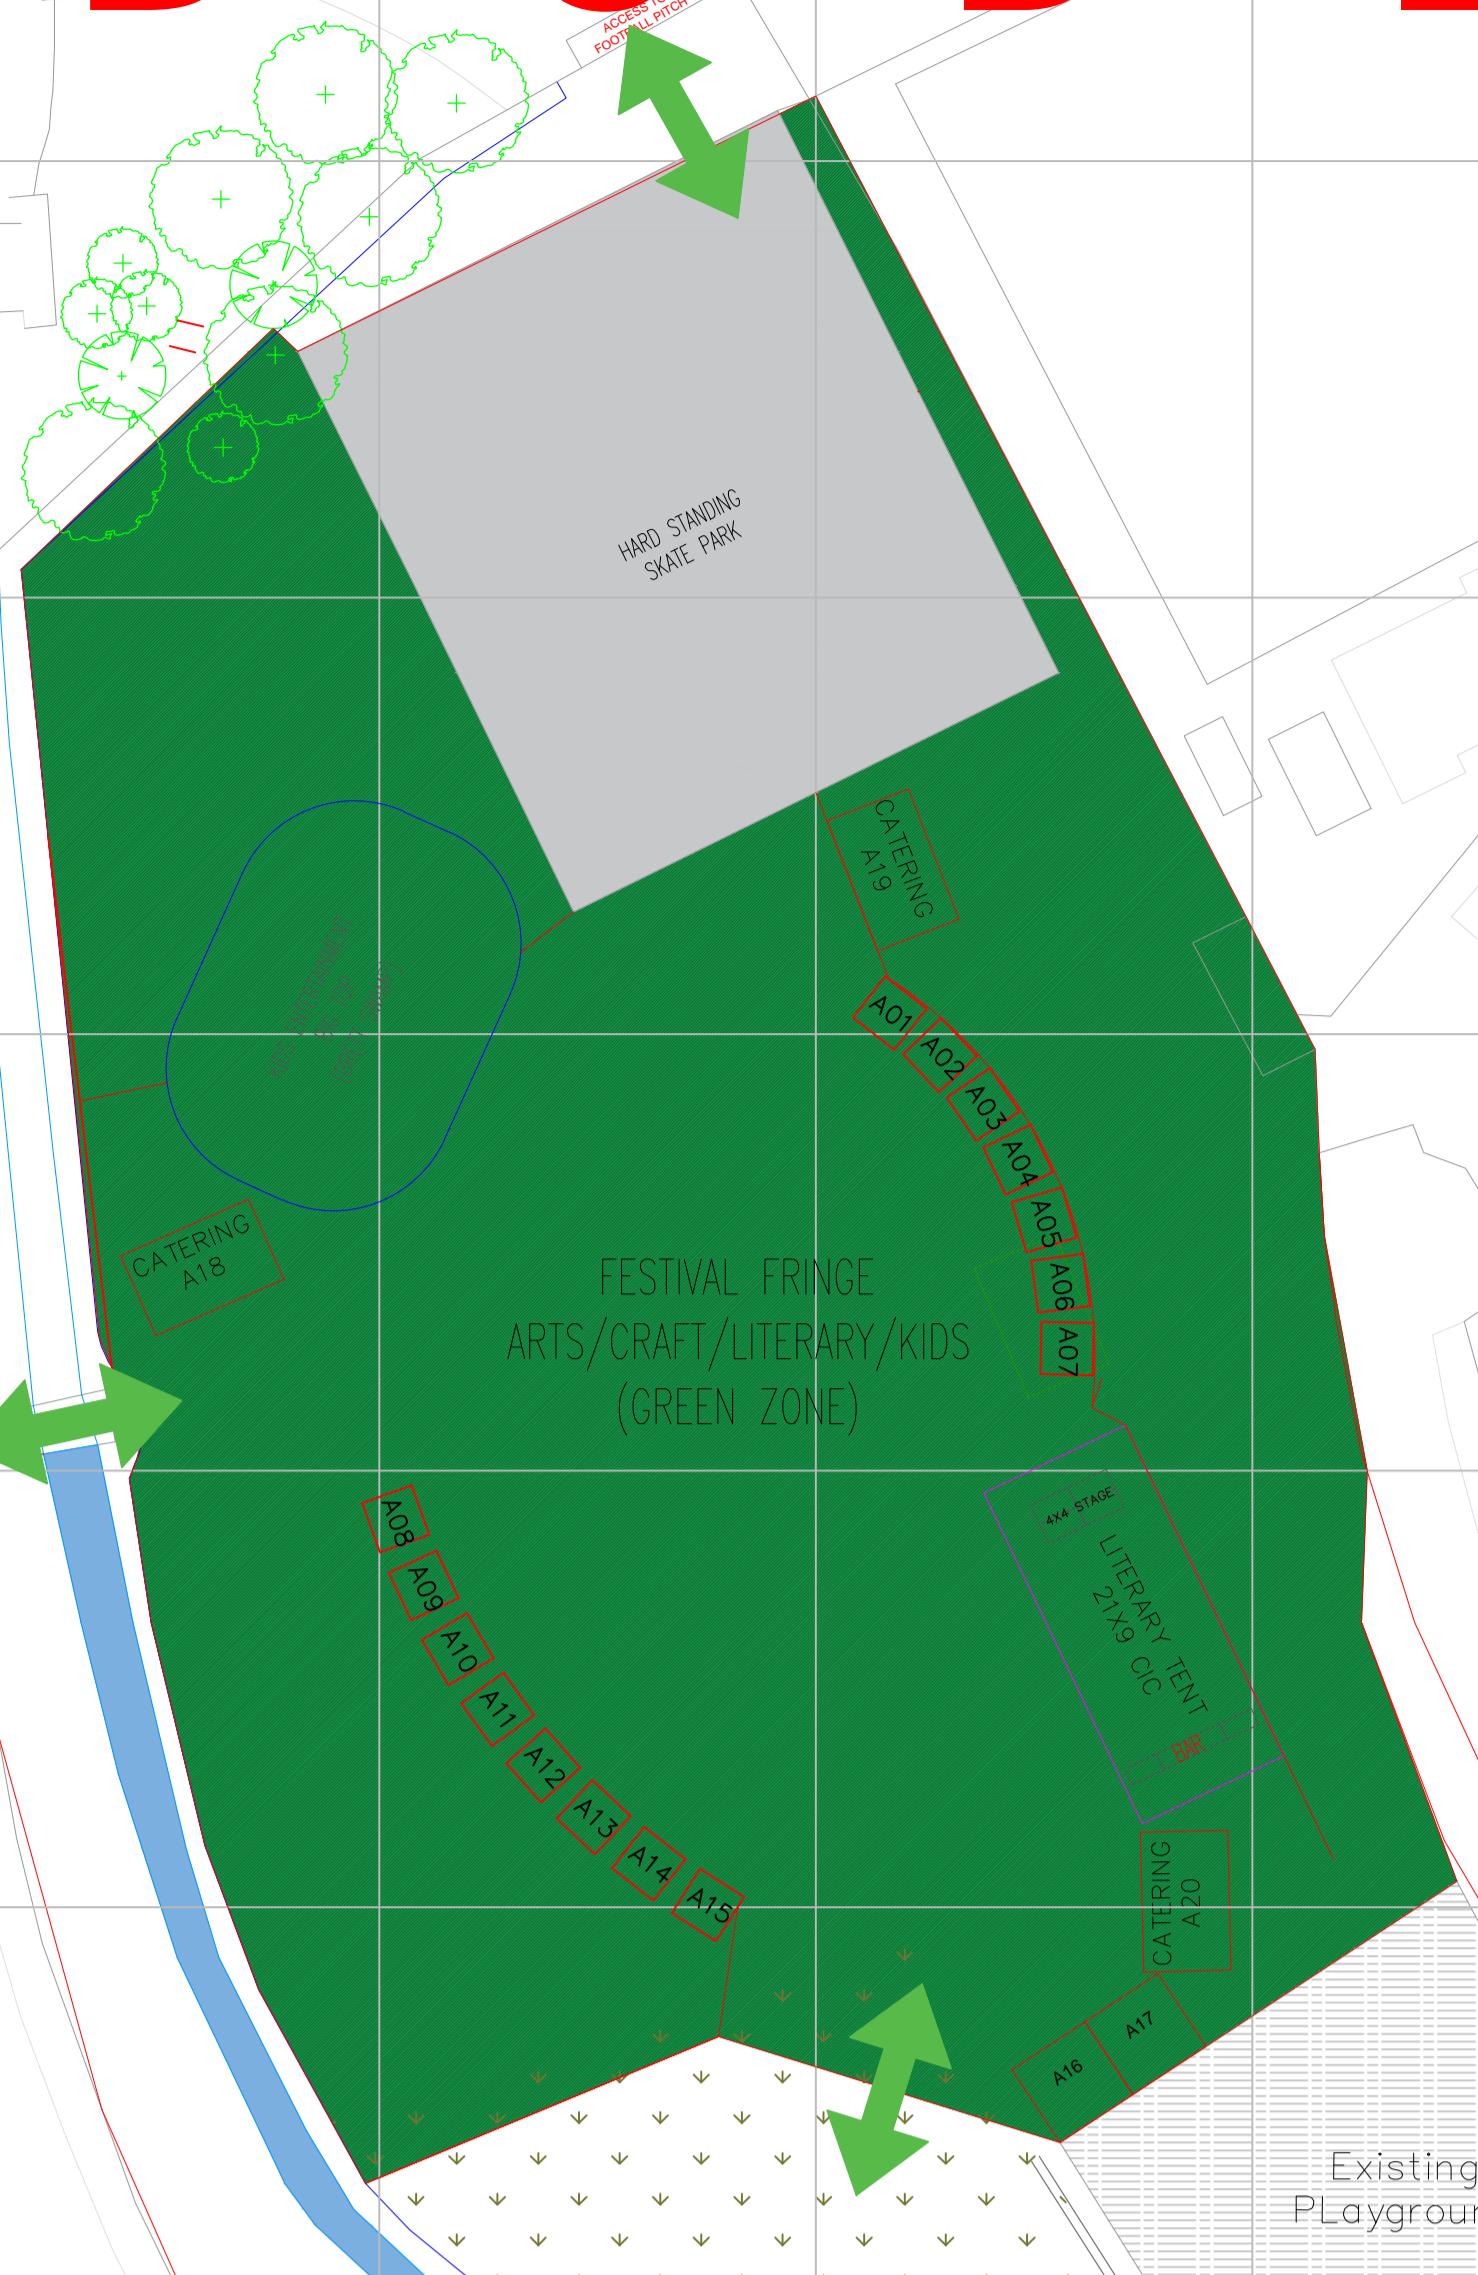 ACCESS TO
FOOTBALL PITCH
HARD STANDING
SKATE PARK
CATERING
A19
A01
A02
A03
A04
A05
A06
A07
CATERING
A18
FESTIVAL FRINGE
ARTS/CRAFT/LITERARY/KIDS
(GREEN ZONE)
A08
A09
A10
A11
A12
A13
A14
A15
4X4 STAGE
LITERARY TENT
21X9 CIC
BAR
CATERING
A20
A17
A16
Existing